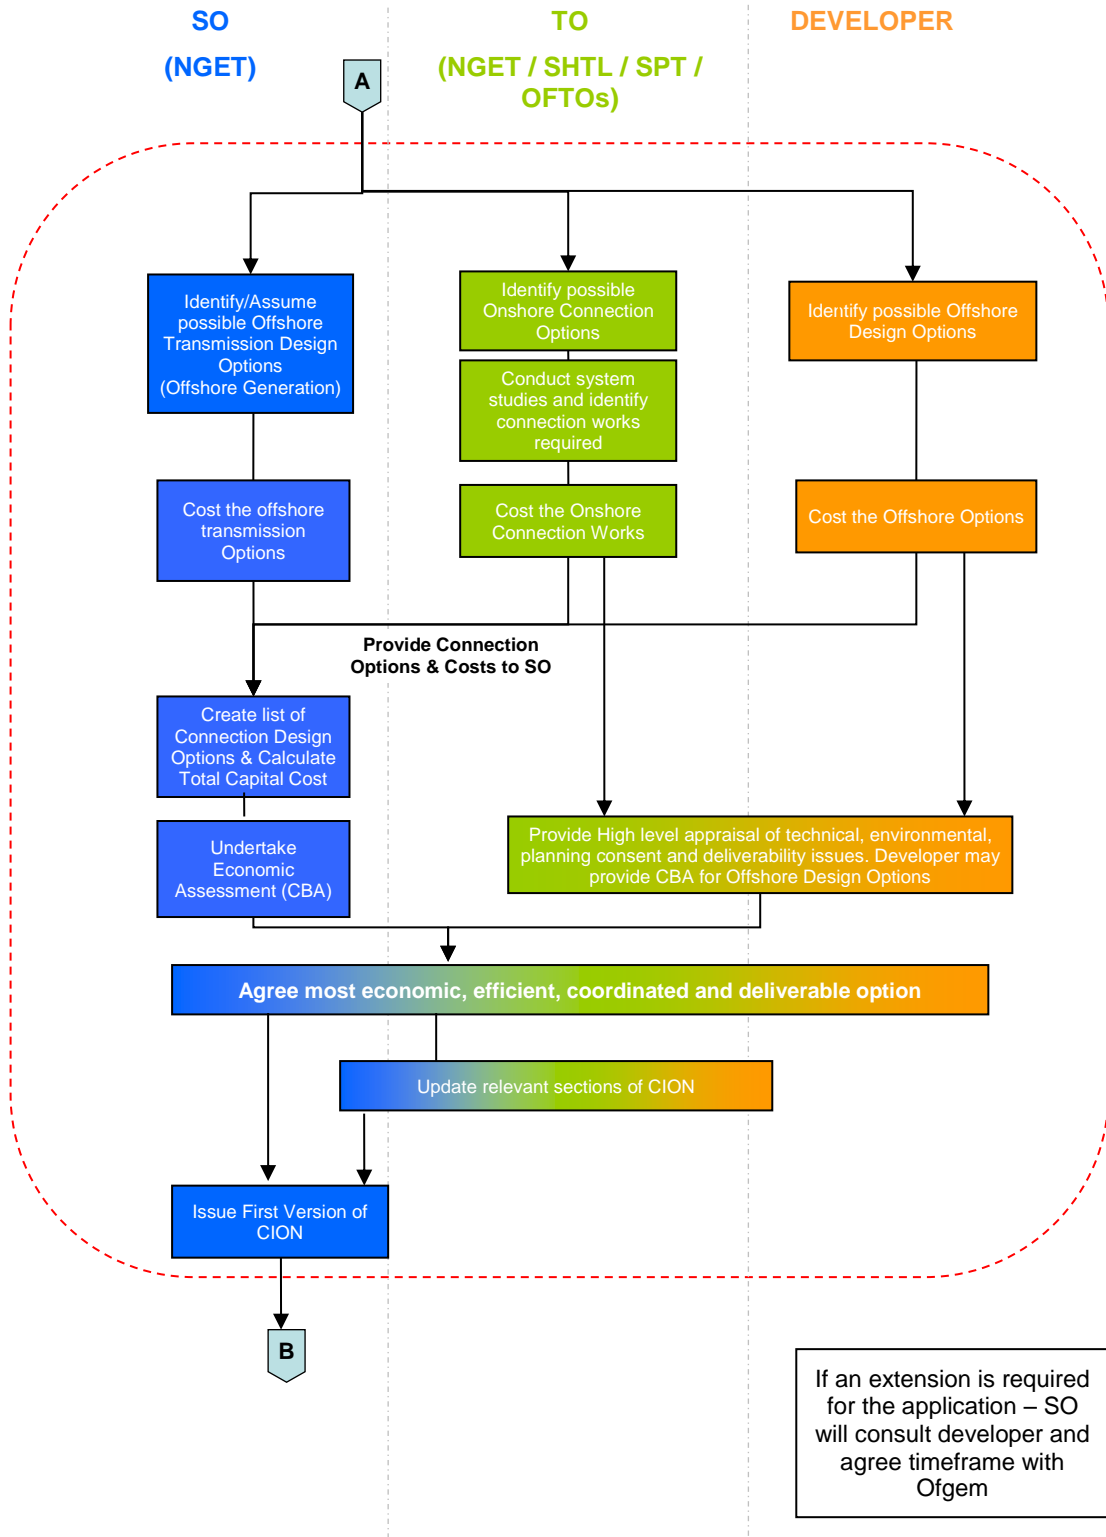 SO
(NGET)
TO
(NGET / SHTL / SPT /
OFTOs)
DEVELOPER
A
Identify/Assume
possible Offshore
Transmission Design
Options
(Offshore Generation)
Identify possible
Onshore Connection
Options
Identify possible Offshore
Design Options
Conduct system
studies and identify
connection works
required
Cost the offshore
transmission
Options
Cost the Onshore
Connection Works
Cost the Offshore Options
Provide Connection
Options & Costs to SO
Create list of
Connection Design
Options & Calculate
Total Capital Cost
Undertake
Economic
Assessment (CBA)
Provide High level appraisal of technical, environmental,
planning consent and deliverability issues. Developer may
provide CBA for Offshore Design Options
Agree most economic, efficient, coordinated and deliverable option
Update relevant sections of CION
Issue First Version of
CION
B
If an extension is required
for the application – SO
will consult developer and
agree timeframe with
Ofgem